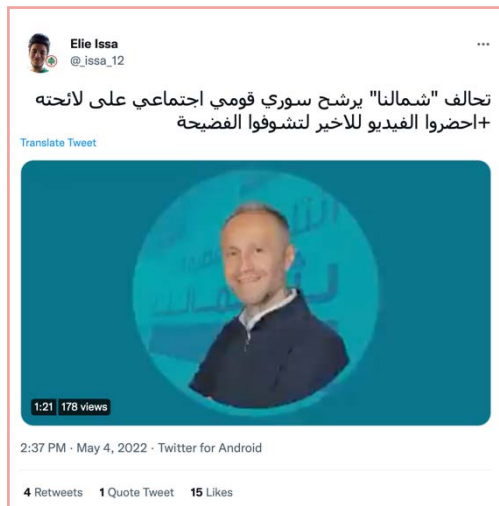 Elie Issa
@_issa_12
تحالف "شمالنا" يرشح سوري قومي اجتماعي على لائحته
+احضروا الفيديو للاخير لتشوفوا الفضيحة
Translate Tweet
1:21 178 views
2:37 PM · May 4, 2022 · Twitter for Android
4 Retweets 1 Quote Tweet 15 Likes